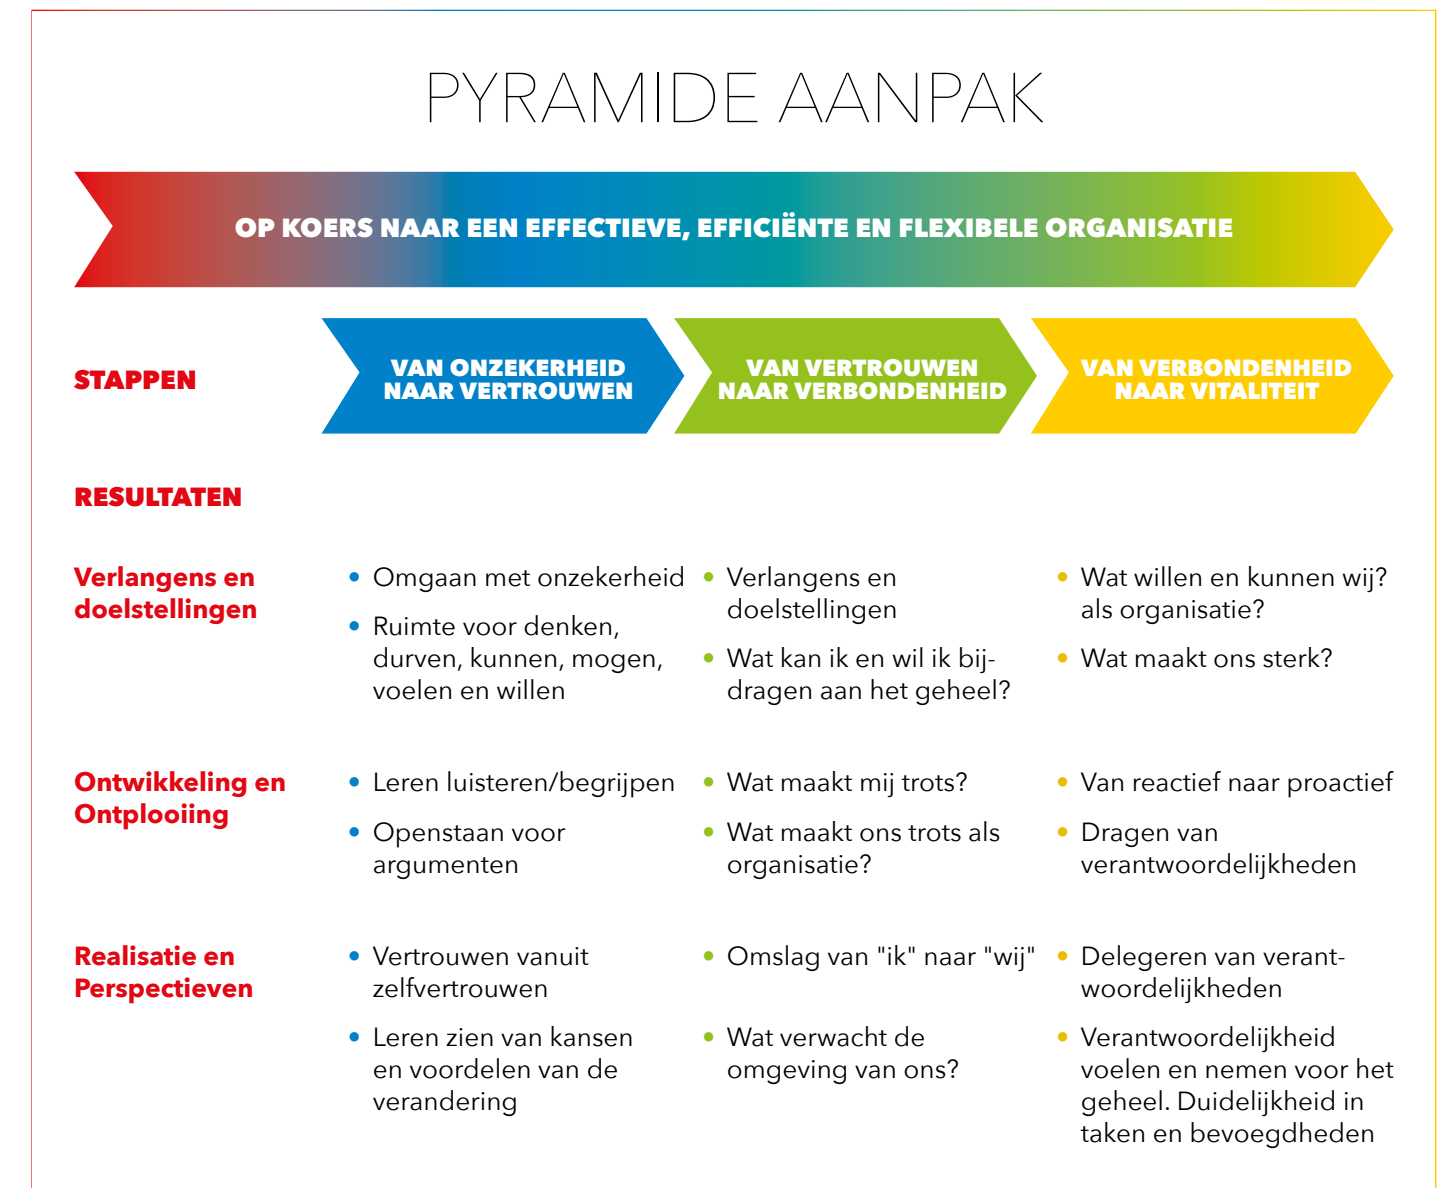 PYRAMIDE AANPAK
OP KOERS NAAR EEN EFFECTIEVE, EFFICIËNTE EN FLEXIBELE ORGANISATIE
STAPPEN
VAN ONZEKERHEID
NAAR VERTROUWEN
VAN VERTROUWEN
NAAR VERBONDENHEID
VAN VERBONDENHEID
NAAR VITALITEIT
RESULTATEN
Verlangens en
doelstellingen
• Omgaan met onzekerheid
• Ruimte voor denken,
durven, kunnen, mogen,
voelen en willen
• Verlangens en
doelstellingen
• Wat kan ik en wil ik bij-
dragen aan het geheel?
• Wat willen en kunnen wij?
als organisatie?
• Wat maakt ons sterk?
Ontwikkeling en
Ontplooiing
• Leren luisteren/begrijpen
• Openstaan voor
argumenten
• Wat maakt mij trots?
• Wat maakt ons trots als
organisatie?
• Van reactief naar proactief
• Dragen van
verantwoordelijkheden
Realisatie en
Perspectieven
• Vertrouwen vanuit
zelfvertrouwen
• Leren zien van kansen
en voordelen van de
verandering
• Omslag van "ik" naar "wij"
• Wat verwacht de
omgeving van ons?
• Delegeren van verant-
woordelijkheden
• Verantwoordelijkheid
voelen en nemen voor het
geheel. Duidelijkheid in
taken en bevoegdheden